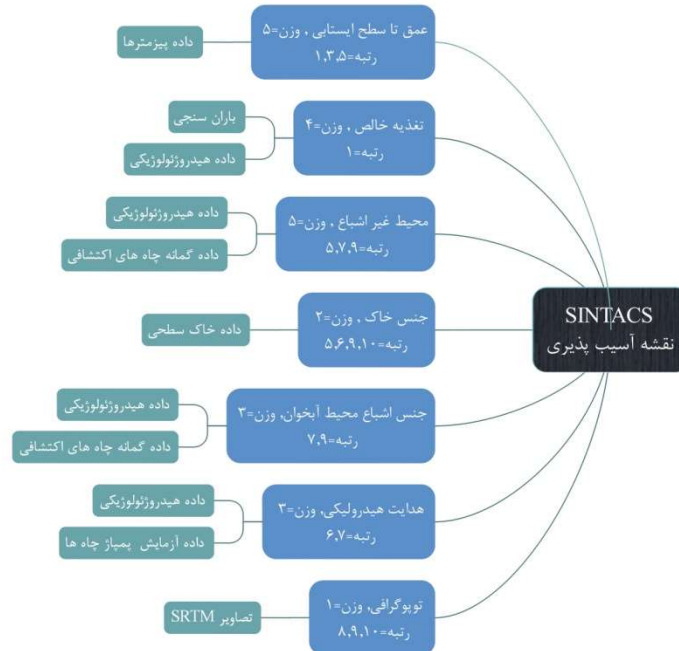 SINTACS
نقشه آسیب پذیری
عمق تا سطح ایستابی , وزن=۵
رتبه=۱,۳,۵
داده پیزمترها
تغذیه خالص , وزن=۴
رتبه=۱
باران سنجی
داده هیدروژئولوژیکی
محیط غیر اشباع , وزن=۵
رتبه=۵,۷,۹
داده هیدروژئولوژیکی
داده گمانه چاه های اکتشافی
جنس خاک , وزن=۲
رتبه=۵,۶,۹,۱۰
داده خاک سطحی
جنس اشباع محیط آبخوان, وزن=۳
رتبه=۷,۹
داده هیدروژئولوژیکی
داده گمانه چاه های اکتشافی
هدایت هیدرولیکی, وزن=۳
رتبه=۶,۷
داده هیدروژئولوژیکی
داده آزمایش پمپاژ چاه ها
توپوگرافی, وزن=۱
رتبه=۸,۹,۱۰
تصاویر SRTM